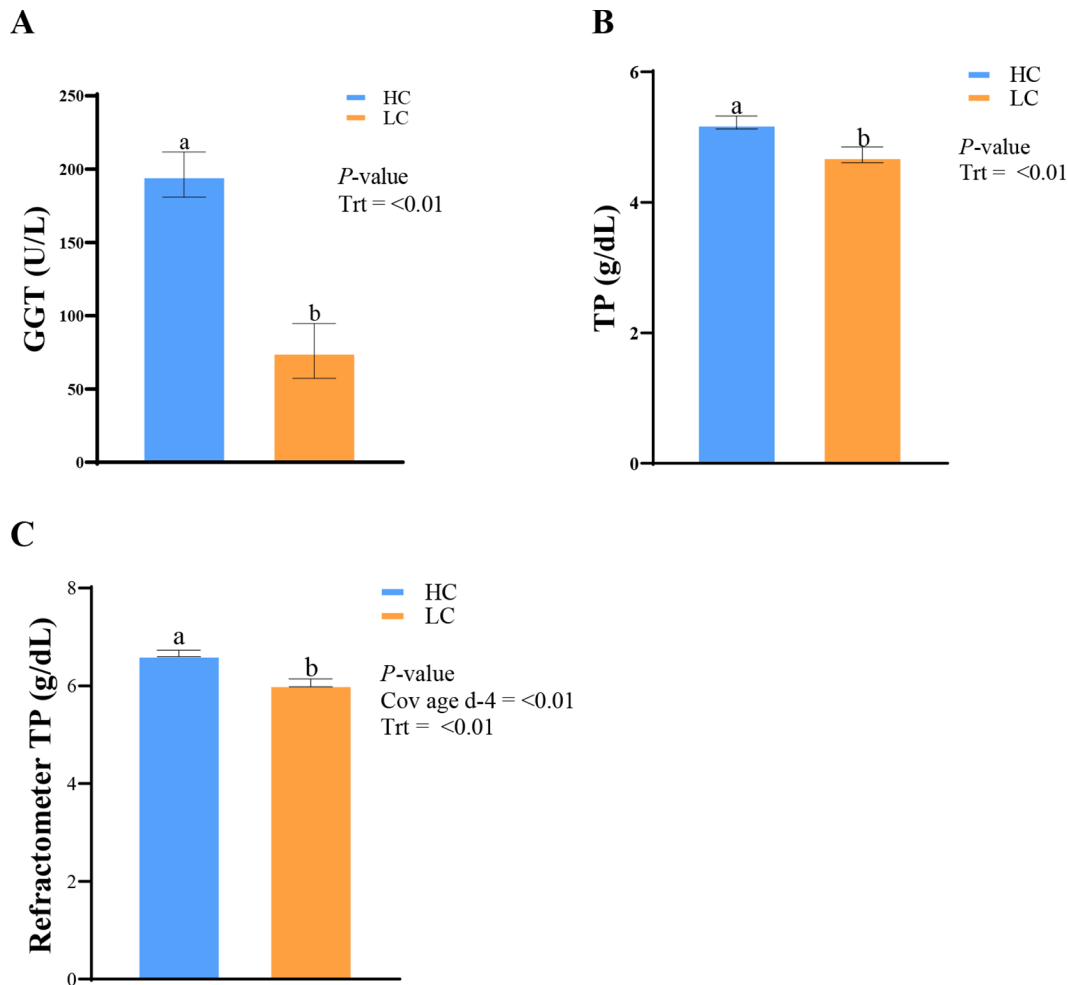 A
GGT (U/L)
250
200
150
100
50
0
a
b
HC
LC
P-value
Trt = <0.01
B
TP (g/dL)
6
4
2
0
a
b
HC
LC
P-value
Trt =  <0.01
C
Refractometer TP (g/dL)
8
6
4
2
0
a
b
HC
LC
P-value
Cov age d-4 = <0.01
Trt =  <0.01